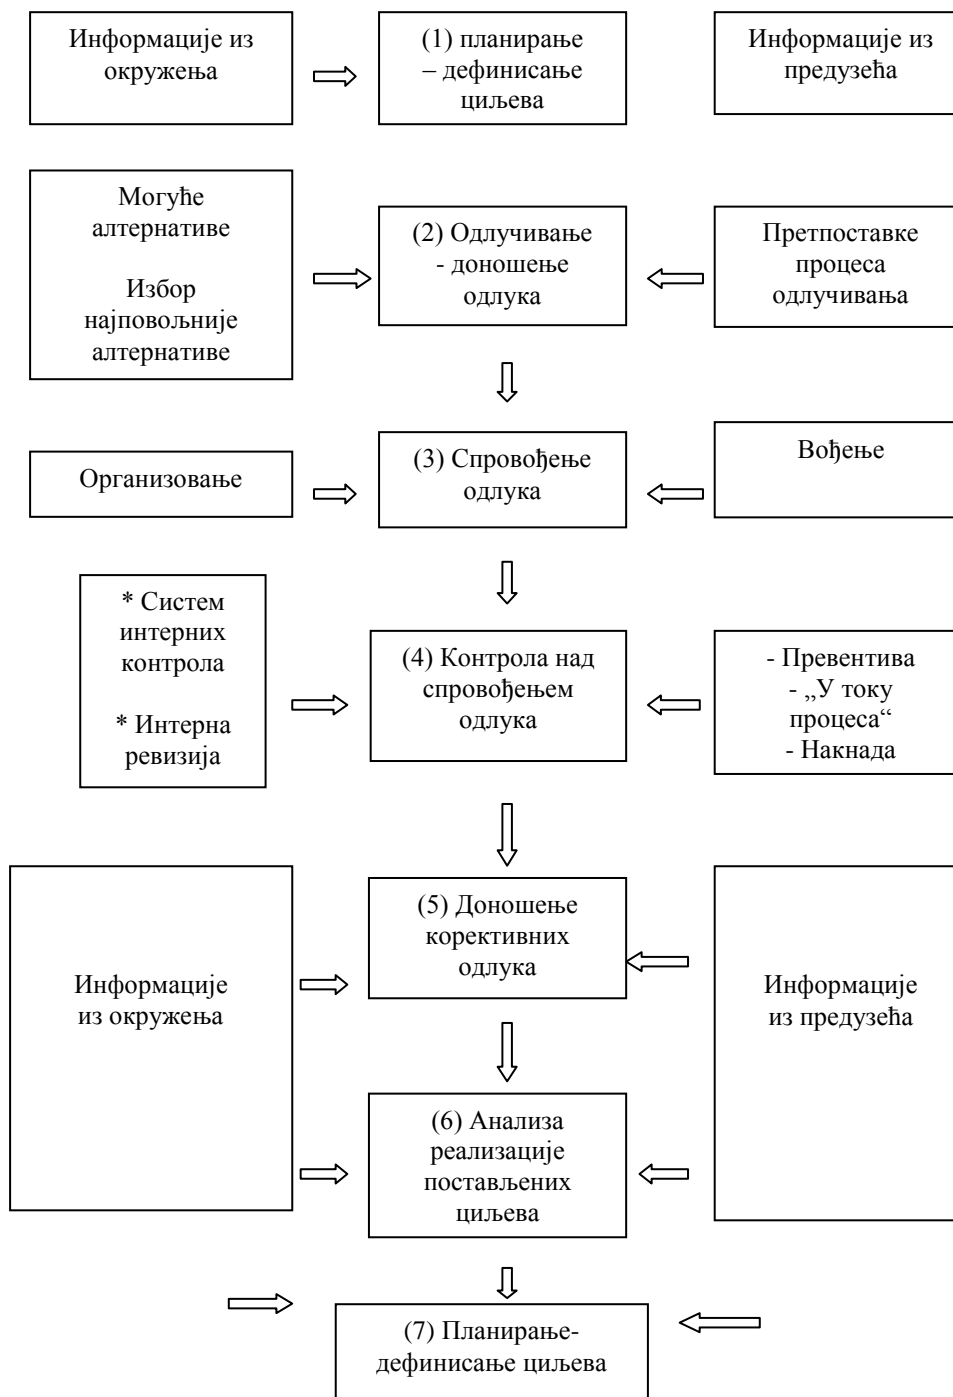 Информације из
окружења
(1) планирање
– дефинисање
циљева
Информације из
предузећа
Могуће
алтернативе
Избор
најповољније
алтернативе
(2) Одлучивање
- доношење
одлука
Претпоставке
процеса
одлучивања
Организовање
(3) Спровођење
одлука
Вођење
* Систем
интерних
контрола
* Интерна
ревизија
(4) Контрола над
спровођењем
одлука
- Превентива
- „У току
процеса“
- Накнада
Информације
из окружења
(5) Доношење
корективних
одлука
Информације
из предузећа
(6) Анализа
реализације
постављених
циљева
(7) Планирање-
дефинисање циљева